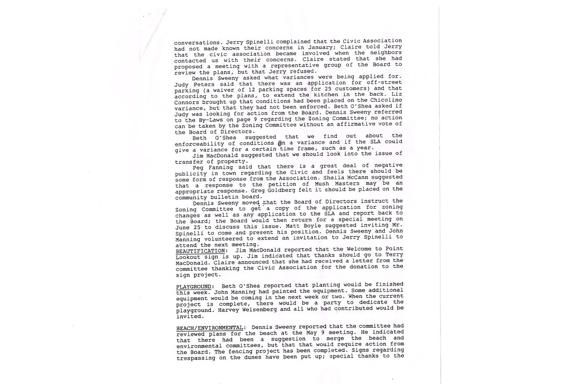 conversations. Jerry Spinelli complained that the Civic Association
had not made known their concerns in January; Claire told Jerry
that the civic association became involved when the neighbors
contacted us with their concerns. Claire stated that she had
proposed a meeting with a representative group of the Board to
review the plans, but that Jerry refused.
Dennis Sweeny asked what variances were being applied for.
Judy Peters said that there was an application for off-street
parking (a waiver of 12 parking spaces for 25 customers) and that
according to the plans, to extend the kitchen in the back. Liz
Connors brought up that conditions had been placed on the Chicolino
variance, but that they had not been enforced. Beth O'Shea asked if
Judy was looking for action from the Board. Dennis Sweeny referred
to the By-Laws on page 9 regarding the Zoning Committee; no action
can be taken by the Zoning Committee without an affirmative vote of
the Board of Directors.
Beth O'Shea suggested that we find out about the
enforceability of conditions on a variance and if the SLA could
give a variance for a certain time frame, such as a year.
Jim MacDonald suggested that we should look into the issue of
transfer of property.
Peg Fanning said that there is a great deal of negative
publicity in town regarding the Civic and feels there should be
some form of response from the Association. Sheila McCann suggested
that a response to the petition of Mush Masters may be an
appropriate. Greg Goldberg felt it should be placed on the
community bulletin board.
Dennis Sweeny moved that the Board of Directors instruct the
Zoning Committee to get a copy of the application for zoning
changes as well as any application to the SLA and report back to
the Board; the Board would then return for a special meeting on
June 25 to discuss this issue. Matt Boyle suggested inviting Mr.
Spinelli to come and present his position. Dennis Sweeny and John
Manning volunteered to extend an invitation to Jerry Spinelli to
attend the next meeting.
BEAUTIFICATION: Jim MacDonald reported that the Welcome to Point
Lookout sign is up. Jim indicated that thanks should go to Terry
MacDonald. Claire announced that she had received a letter from the
committee thanking the Civic Association for the donation to the
sign project.
PLAYGROUND: Beth O'Shea reported that planting would be finished
this week. John Manning had painted the equipment. Some additional
equipment would be coming in the next week or two. When the current
project is complete, there would be a party to dedicate the
playground. Harvey Weisenberg and all who had contributed would be
invited.
BEACH/ENVIRONMENTAL: Dennis Sweeny reported that the committee had
reviewed plans for the beach at the May 9 meeting. He indicated
that there had been a suggestion to merge the beach and
environmental committees, but that that would require action from
the Board. The fencing project has been completed. Signs regarding
trespassing on the dunes have been put up; special thanks to the